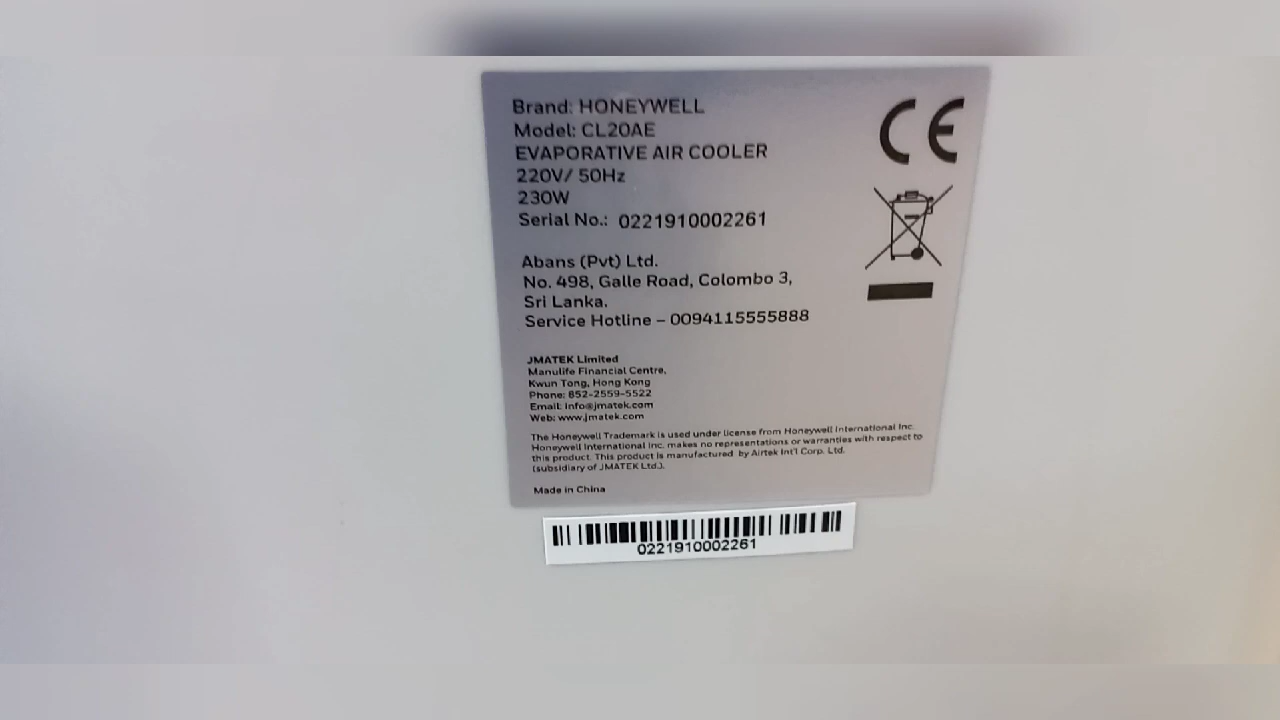 Brand: HONEYWELL
Model: CL20AE
EVAPORATIVE AIR COOLER
220V/ 50Hz
230W
Serial No.: 0221910002261
Abans (Pvt) Ltd.
No. 498, Galle Road, Colombo 3,
Sri Lanka.
Service Hotline – 0094115555888
JMATEK Limited
Manulife Financial Centre,
Kwun Tong, Hong Kong
Phone: 852-2559-5522
Email: info@jmatek.com
Web: www.jmatek.com
The Honeywell Trademark is used under license from Honeywell International Inc.
Honeywell International Inc. makes no representations or warranties with respect to
this product. This product is manufactured by Airtek Int'l Corp. Ltd.
(subsidiary of JMATEK Ltd.).
Made in China
CE
0221910002261